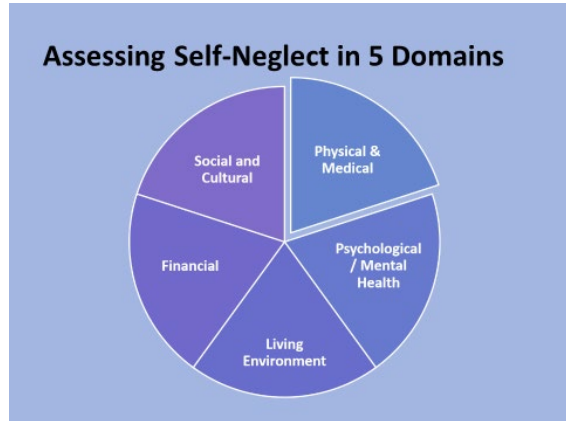 Assessing Self-Neglect in 5 Domains
Social and
Cultural
Physical &
Medical
Financial
Psychological
/ Mental
Health
Living
Environment